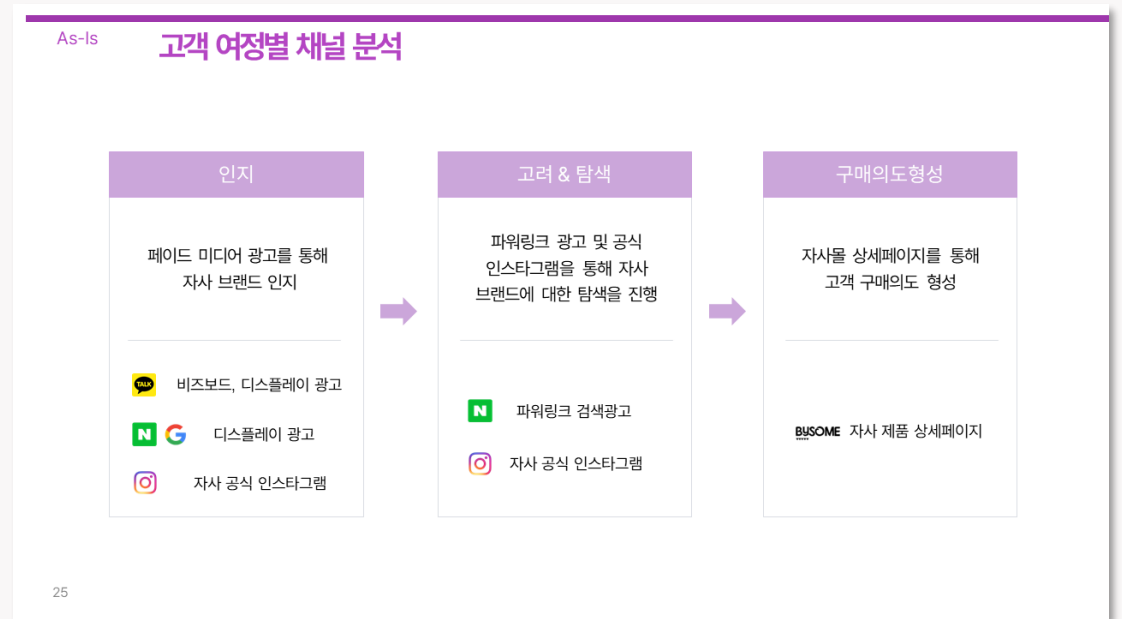 As-Is
고객 여정별 채널 분석
인지
페이드 미디어 광고를 통해
자사 브랜드 인지
TALK
비즈보드, 디스플레이 광고
N G
디스플레이 광고
자사 공식 인스타그램
고려 & 탐색
파워링크 광고 및 공식
인스타그램을 통해 자사
브랜드에 대한 탐색을 진행
N
파워링크 검색광고
자사 공식 인스타그램
구매의도형성
자사몰 상세페이지를 통해
고객 구매의도 형성
BYSOME 자사 제품 상세페이지
25